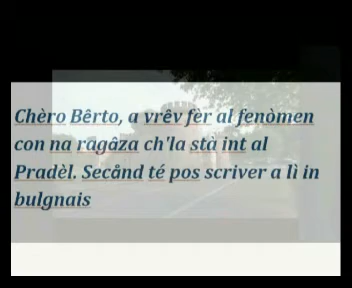 Chèro Bêrto, a vrêv fèr al fenòmen
con na ragâza ch'la stà int al
Pradèl. Secånd té pos scriver a lì in
bulgnais